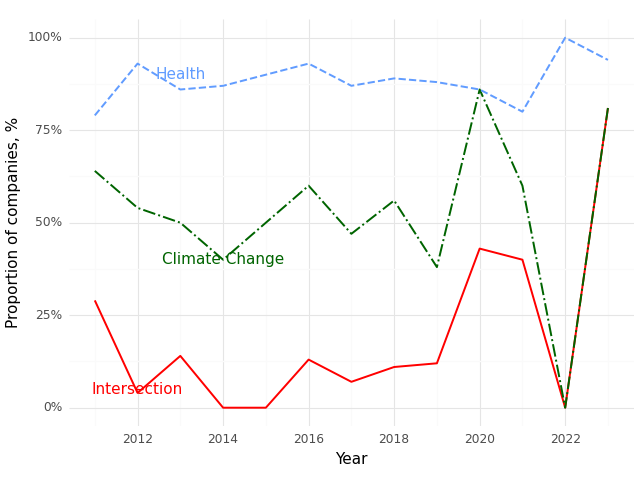 100%
75%
50%
25%
0%
Proportion of companies, %
Health
Climate Change
Intersection
2012
2014
2016
2018
2020
2022
Year